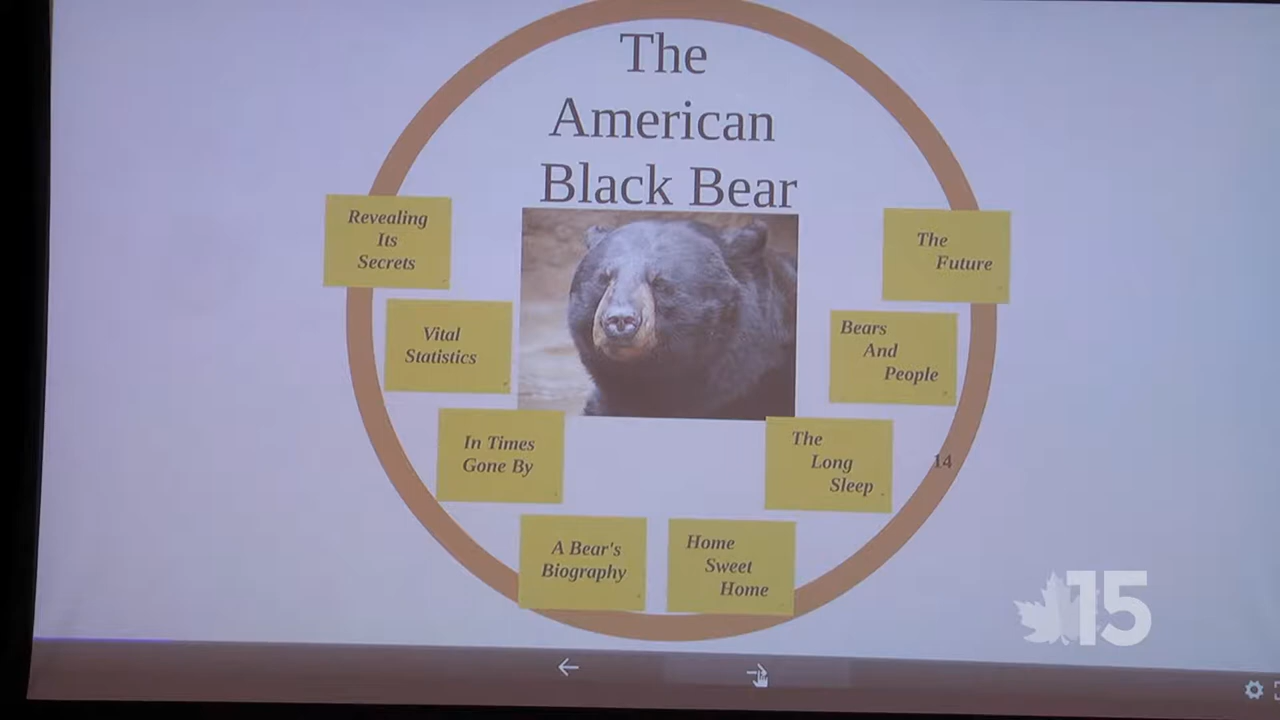 The
American
Black Bear
Revealing
Its
Secrets
Vital
Statistics
In Times
Gone By
A Bear's
Biography
Home
Sweet
Home
The
Long
Sleep
14
Bears
And
People
The
Future
15